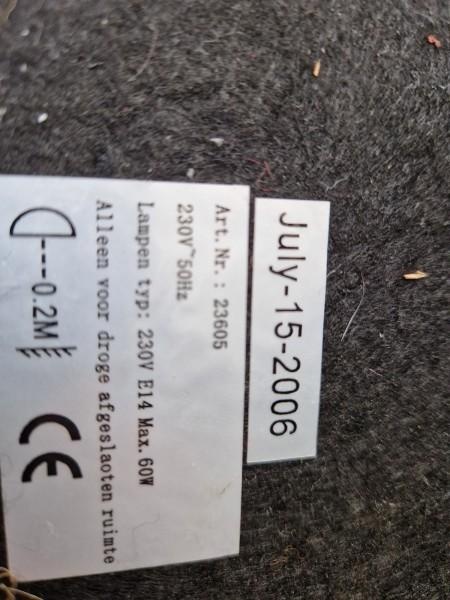 July-15-2006
Art. Nr.: 23605
230V~50Hz
Lampen typ: 230V E14 Max. 60W
Alleen voor droge afgeslaoten ruimte
0.2M CE